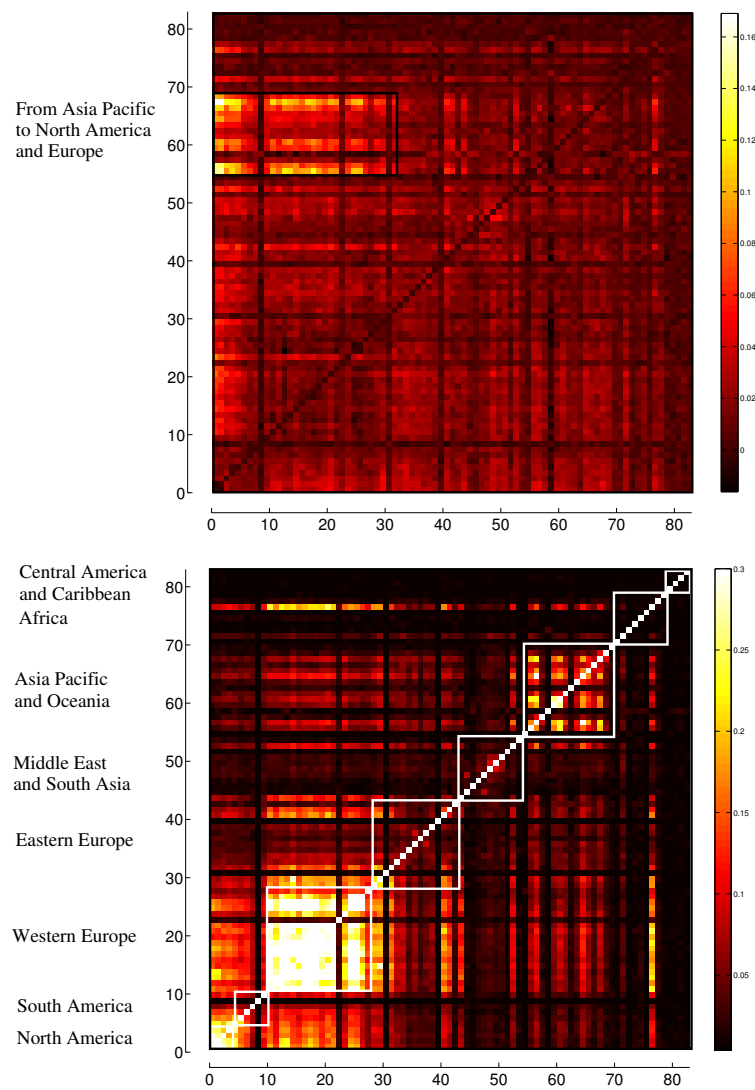 80
70
60
50
40
30
20
10
0
From Asia Pacific
to North America
and Europe
0.16
0.14
0.12
0.1
0.08
0.06
0.04
0.02
0
0 10 20 30 40 50 60 70 80
Central America
and Caribbean
Africa
Asia Pacific
and Oceania
Middle East
and South Asia
Eastern Europe
Western Europe
South America
North America
80
70
60
50
40
30
20
10
0
0.3
0.25
0.2
0.15
0.1
0.05
0 10 20 30 40 50 60 70 80